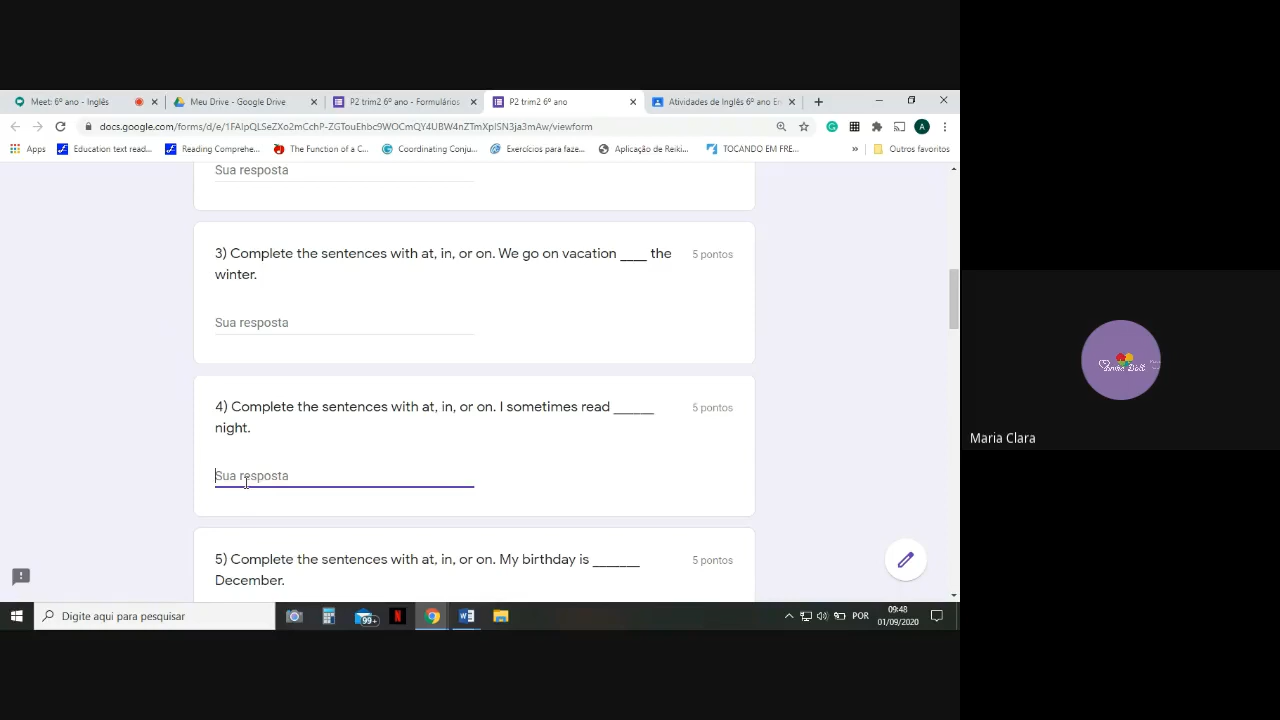 Meet: 6º ano - Inglês
Meu Drive - Google Drive
P2 trim2 6º ano - Formulários
P2 trim2 6º ano
Atividades de Inglês 6º ano En
docs.google.com/forms/d/e/1FAIpQLSeZXo2mCchP-ZGTouEhbc9WOCmQY4UBW4nZTmXpISN3ja3mAw/viewform
Apps
Education text read...
Reading Comprehe...
The Function of a C...
Coordinating Conju...
Exercícios para faze...
Aplicação de Reiki...
TOCANDO EM FRE...
»
Outros favoritos
Sua resposta
3) Complete the sentences with at, in, or on. We go on vacation ____ the
winter.
5 pontos
Sua resposta
4) Complete the sentences with at, in, or on. I sometimes read ______
night.
5 pontos
Sua resposta
5) Complete the sentences with at, in, or on. My birthday is _______
December.
5 pontos
Maria Clara
Digite aqui para pesquisar
99+
POR
09:48
01/09/2020